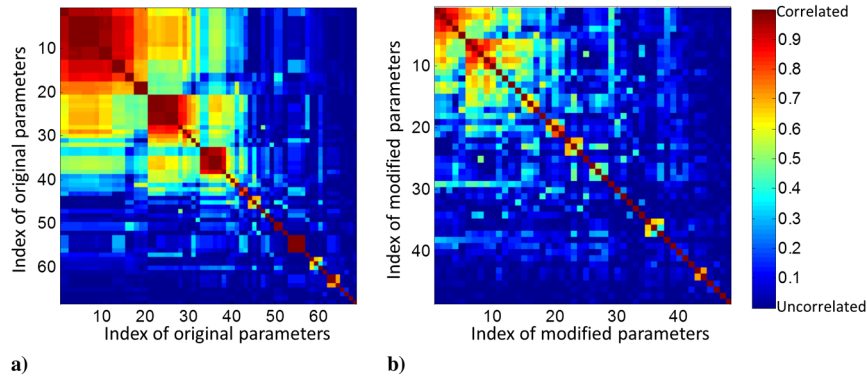 10
20
30
40
50
60
Index of original parameters
10 20 30 40 50 60
Index of original parameters
a)
10
20
30
40
Index of modified parameters
10 20 30 40
Index of modified parameters
b)
Correlated
0.9
0.8
0.7
0.6
0.5
0.4
0.3
0.2
0.1
Uncorrelated